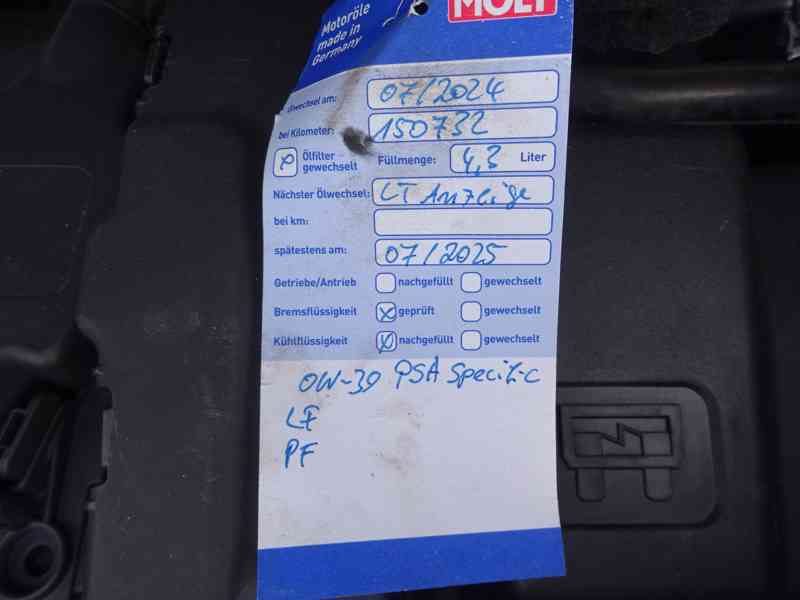 MOLY
Motoröle
made in
Germany
Ölwechsel am: 07/2024
bei Kilometer: 150732
Ölfilter gewechselt Füllmenge: 4,3 Liter
Nächster Ölwechsel: LT Anzeige
bei km:
spätestens am: 07/2025
Getriebe/Antrieb nachgefüllt gewechselt
Bremsflüssigkeit geprüft gewechselt
Kühlflüssigkeit nachgefüllt gewechselt
0W-30 PSA
LF
PF